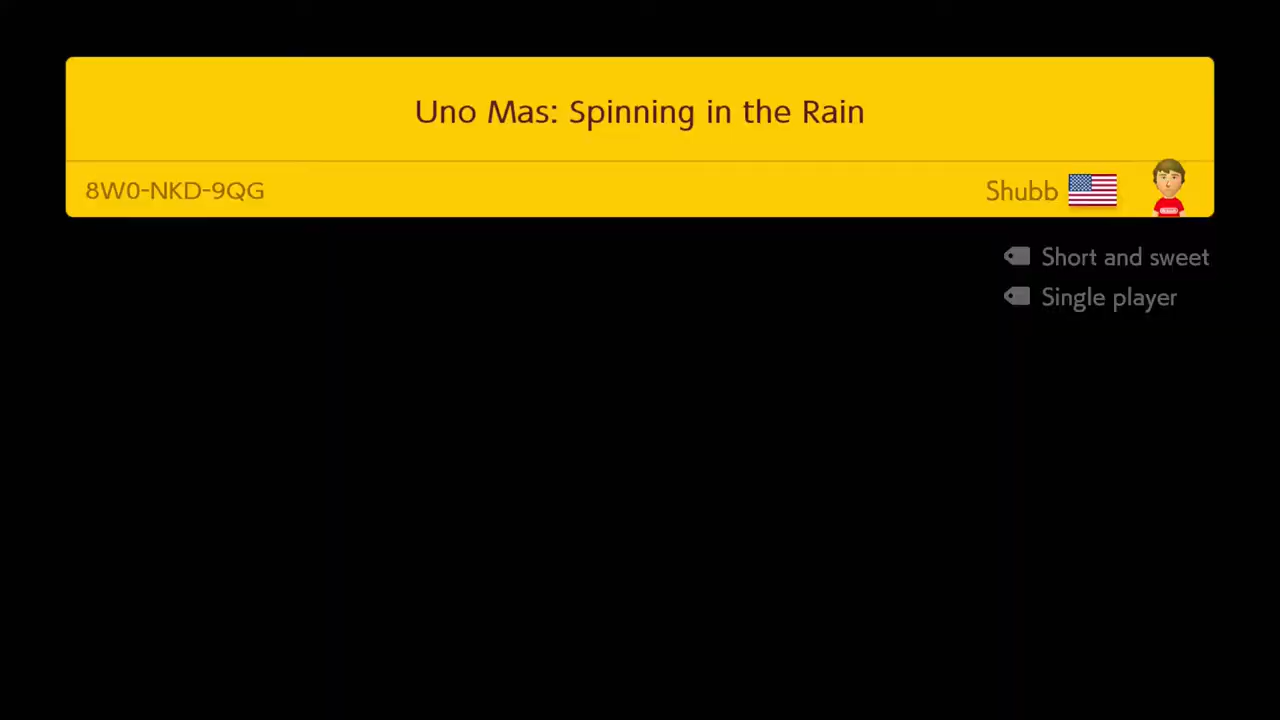 Uno Mas: Spinning in the Rain
8W0-NKD-9QG
Shubb
Short and sweet
Single player